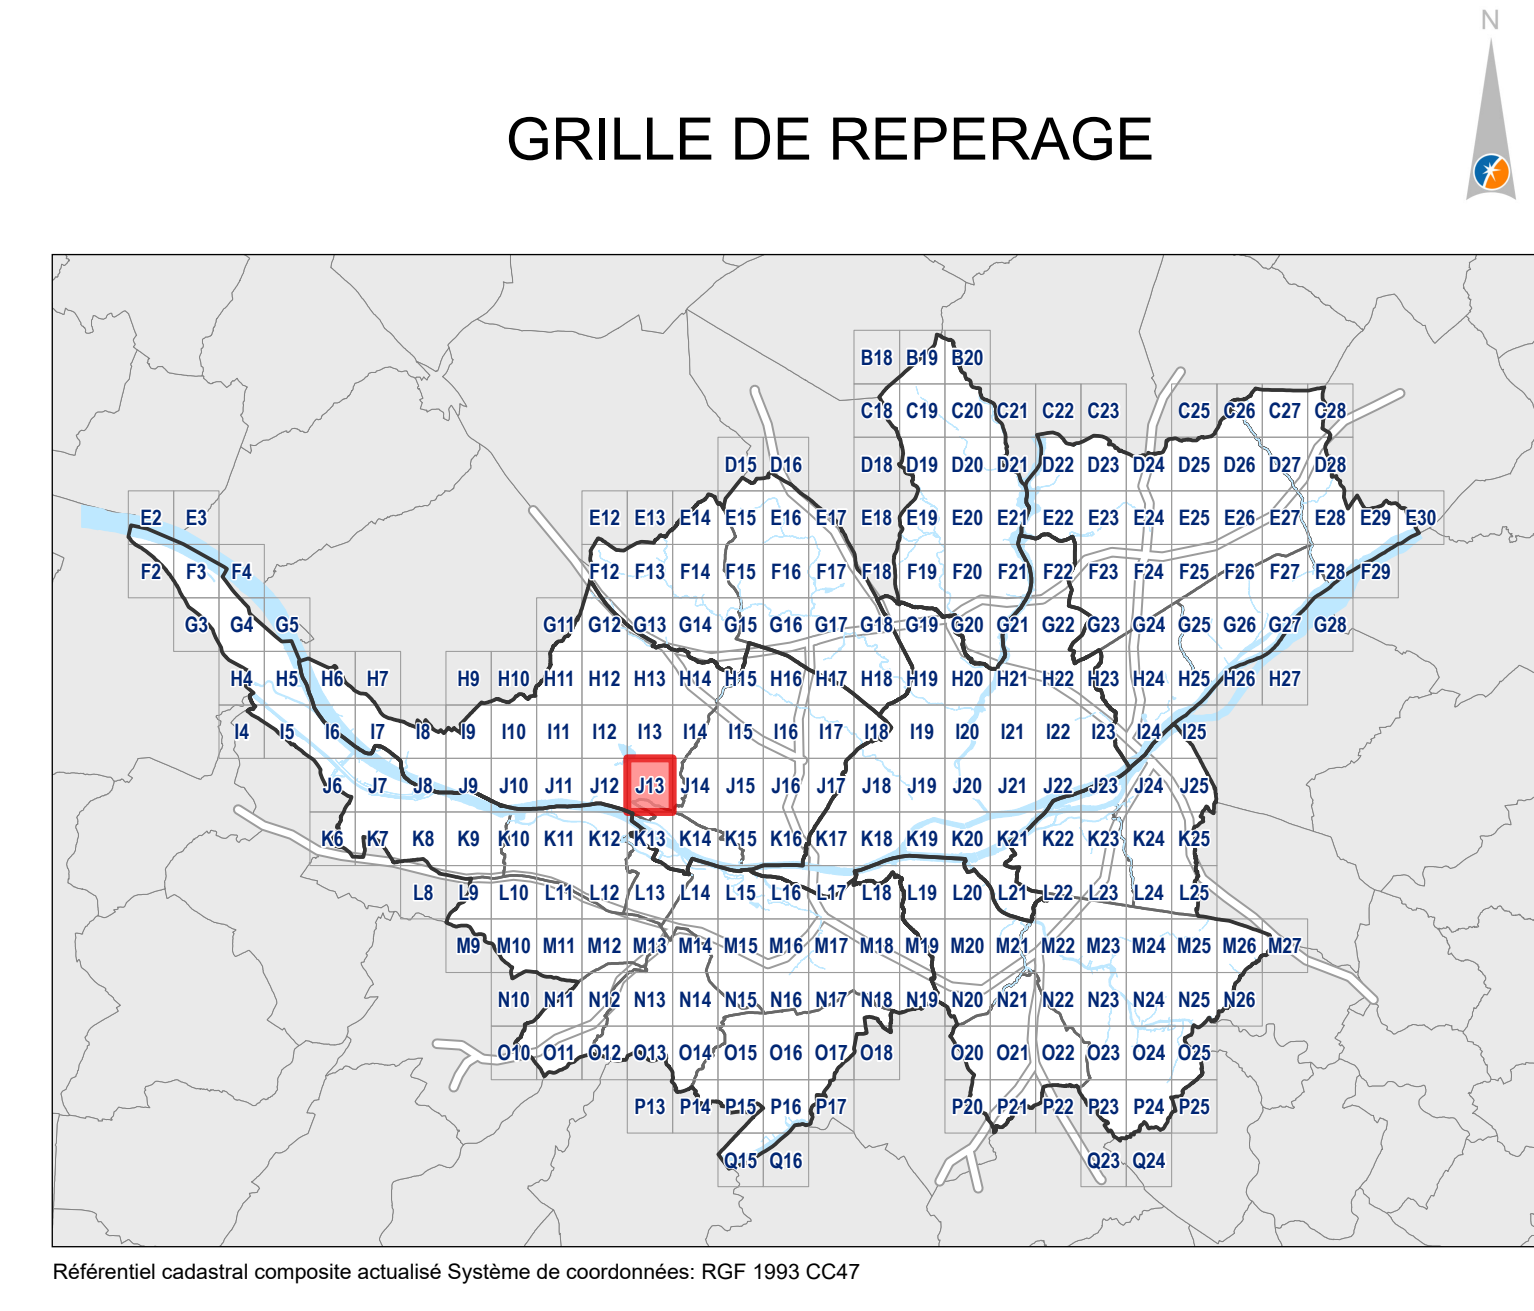 N
GRILLE DE REPERAGE
B18 B19 B20
C18 C19 C20 C21 C22 C23 C25 C26 C27 C28
D15 D16 D18 D19 D20 D21 D22 D23 D24 D25 D26 D27 D28
E2 E3 E12 E13 E14 E15 E16 E17 E18 E19 E20 E21 E22 E23 E24 E25 E26 E27 E28 E29 E30
F2 F3 F4 F12 F13 F14 F15 F16 F17 F18 F19 F20 F21 F22 F23 F24 F25 F26 F27 F28 F29
G3 G4 G5 G11 G12 G13 G14 G15 G16 G17 G18 G19 G20 G21 G22 G23 G24 G25 G26 G27 G28
H4 H5 H6 H7 H9 H10 H11 H12 H13 H14 H15 H16 H17 H18 H19 H20 H21 H22 H23 H24 H25 H26 H27
I4 I5 I6 I7 I8 I9 I10 I11 I12 I13 I14 I15 I16 I17 I18 I19 I20 I21 I22 I23 I24 I25
J6 J7 J8 J9 J10 J11 J12 J13 J14 J15 J16 J17 J18 J19 J20 J21 J22 J23 J24 J25
K6 K7 K8 K9 K10 K11 K12 K13 K14 K15 K16 K17 K18 K19 K20 K21 K22 K23 K24 K25
L8 L9 L10 L11 L12 L13 L14 L15 L16 L17 L18 L19 L20 L21 L22 L23 L24 L25
M9 M10 M11 M12 M13 M14 M15 M16 M17 M18 M19 M20 M21 M22 M23 M24 M25 M26 M27
N10 N11 N12 N13 N14 N15 N16 N17 N18 N19 N20 N21 N22 N23 N24 N25 N26
O10 O11 O12 O13 O14 O15 O16 O17 O18 O20 O21 O22 O23 O24 O25
P13 P14 P15 P16 P17 P20 P21 P22 P23 P24 P25
Q15 Q16 Q23 Q24
Référentiel cadastral composite actualisé Système de coordonnées: RGF 1993 CC47